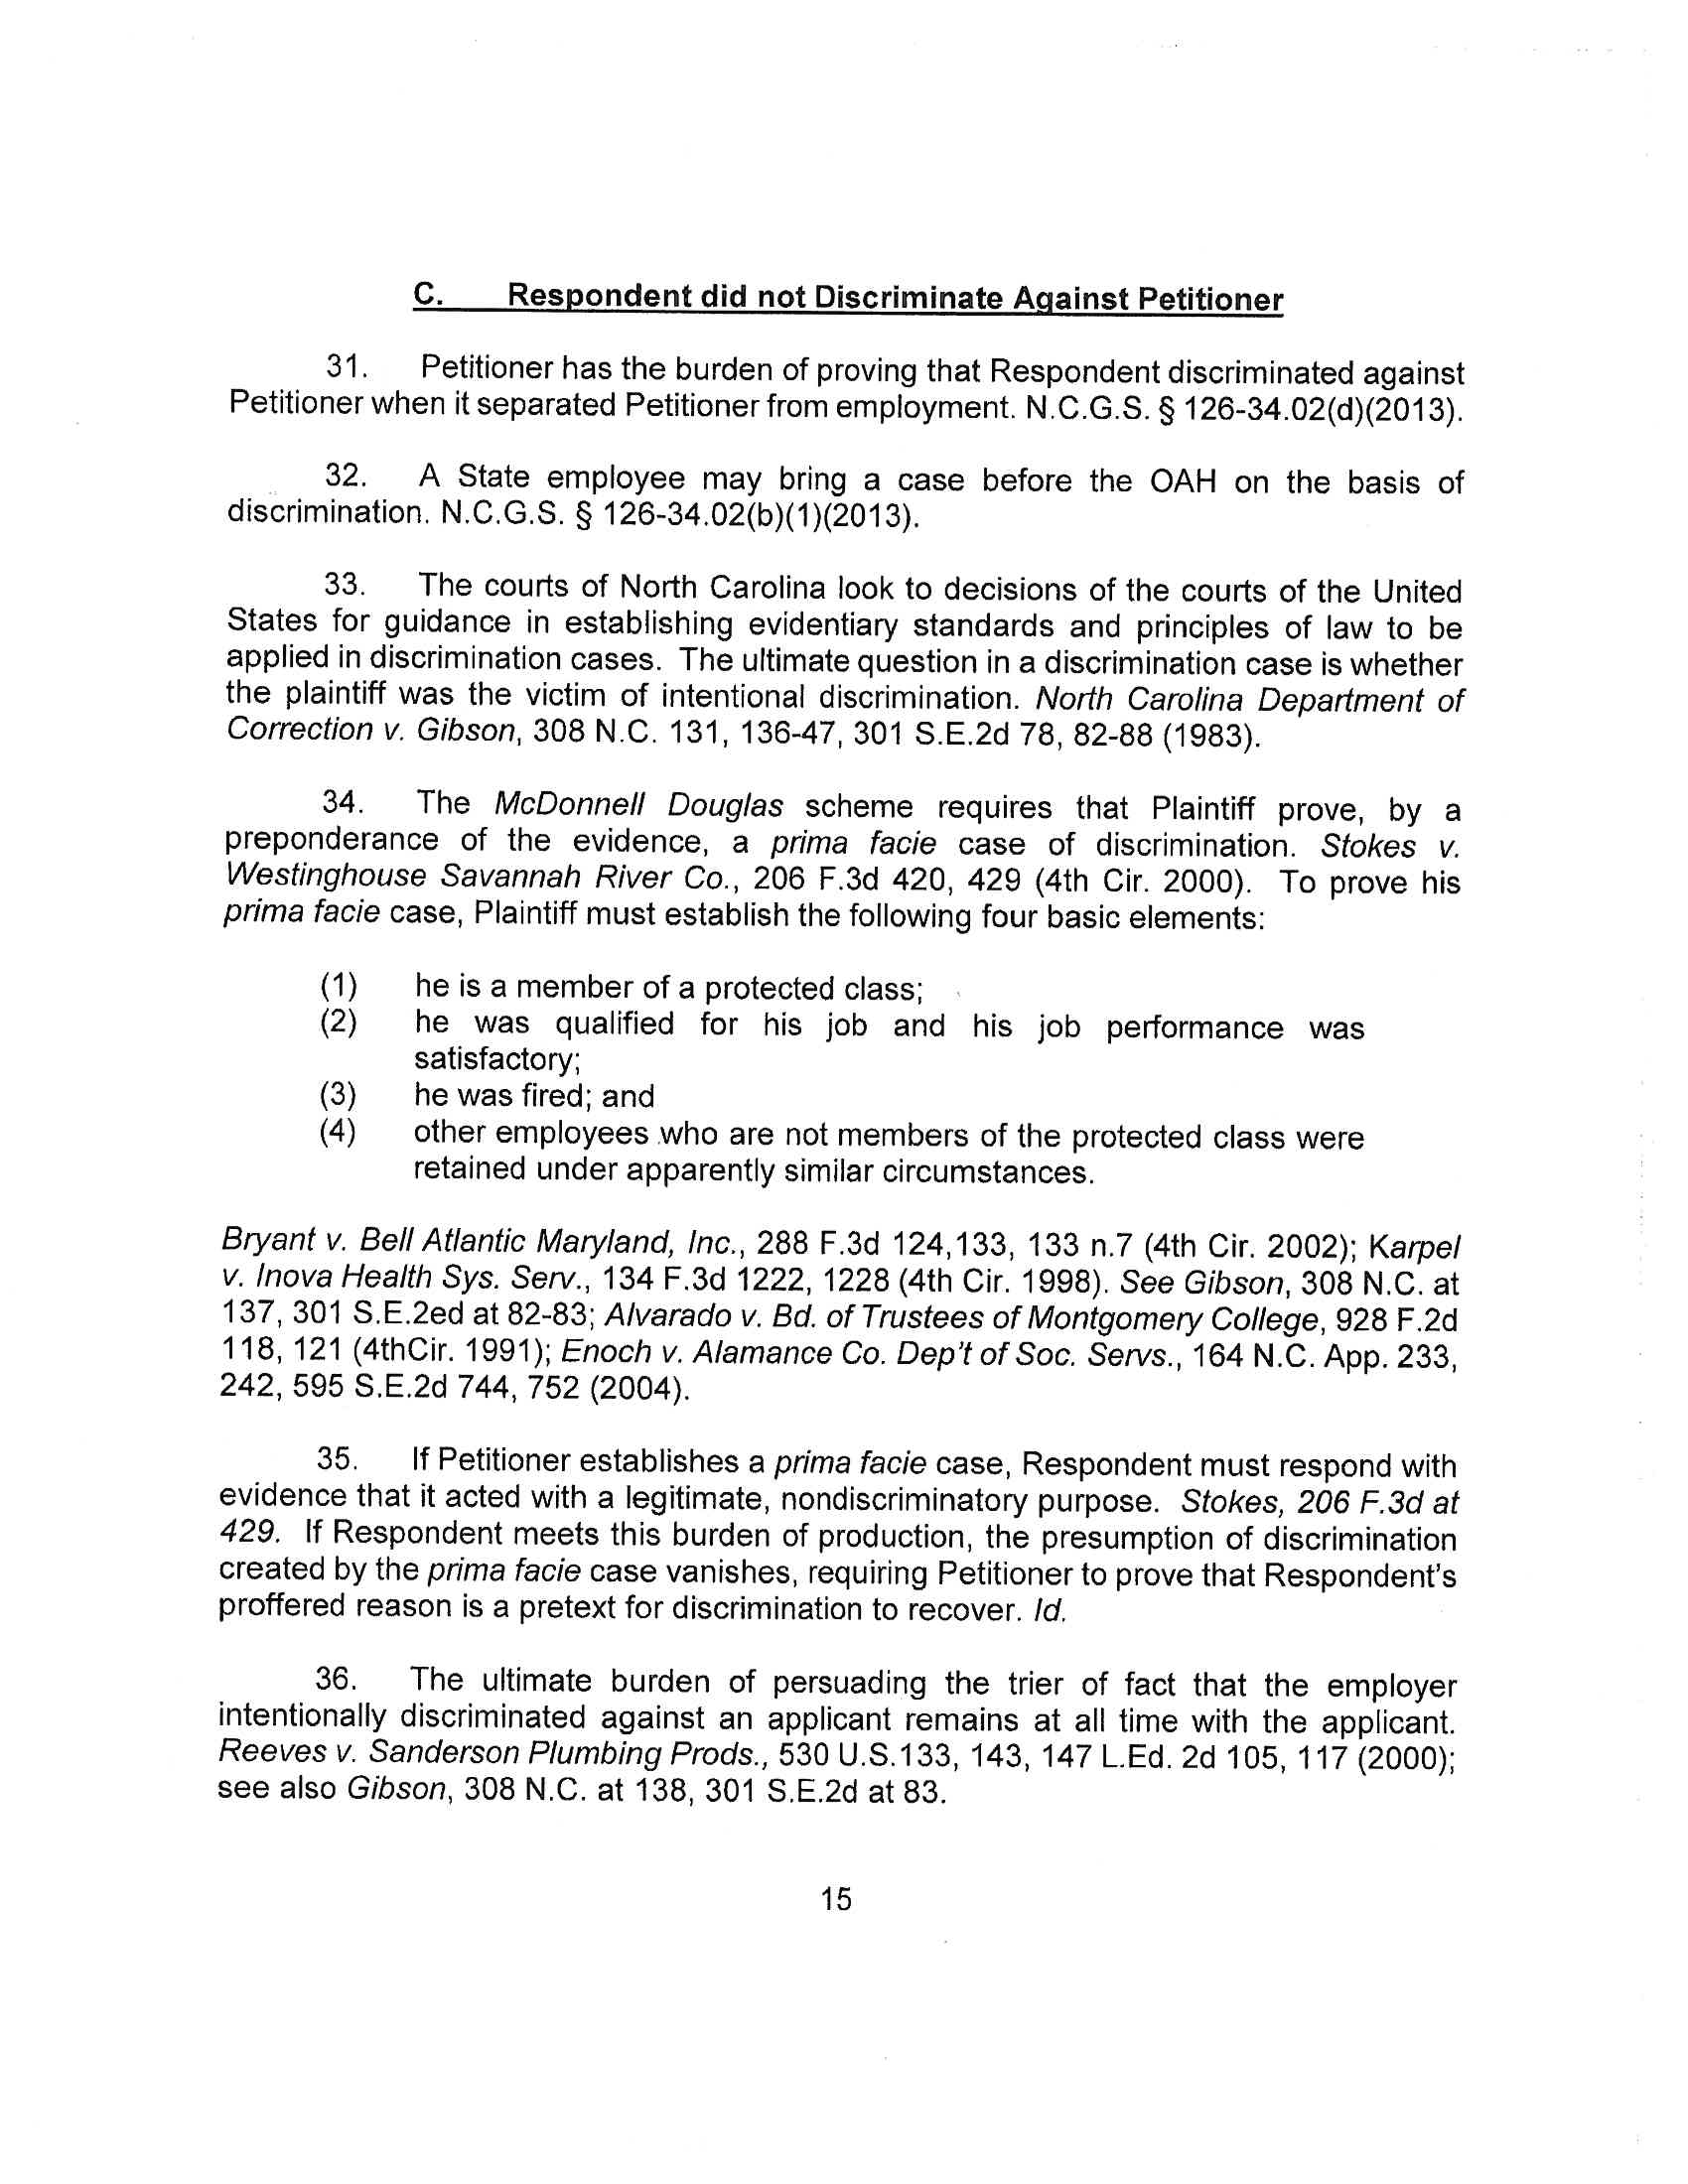 C. Respondent did not Discriminate Against Petitioner
31. Petitioner has the burden of proving that Respondent discriminated against
Petitioner when it separated Petitioner from employment. N.C.G.S. § 126-34.02(d)(2013).
32. A State employee may bring a case before the OAH on the basis of
discrimination. N.C.G.S. § 126-34.02(b)(1)(2013).
33. The courts of North Carolina look to decisions of the courts of the United
States for guidance in establishing evidentiary standards and principles of law to be
applied in discrimination cases. The ultimate question in a discrimination case is whether
the plaintiff was the victim of intentional discrimination. North Carolina Department of
Correction v. Gibson, 308 N.C. 131, 136-47, 301 S.E.2d 78, 82-88 (1983).
34. The McDonnell Douglas scheme requires that Plaintiff prove, by a
preponderance of the evidence, a prima facie case of discrimination. Stokes v.
Westinghouse Savannah River Co., 206 F.3d 420, 429 (4th Cir. 2000). To prove his
prima facie case, Plaintiff must establish the following four basic elements:
(1) he is a member of a protected class;
(2) he was qualified for his job and his job performance was
satisfactory;
(3) he was fired; and
(4) other employees who are not members of the protected class were
retained under apparently similar circumstances.
Bryant v. Bell Atlantic Maryland, Inc., 288 F.3d 124,133, 133 n.7 (4th Cir. 2002); Karpel
v. Inova Health Sys. Serv., 134 F.3d 1222, 1228 (4th Cir. 1998). See Gibson, 308 N.C. at
137, 301 S.E.2ed at 82-83; Alvarado v. Bd. of Trustees of Montgomery College, 928 F.2d
118, 121 (4thCir. 1991); Enoch v. Alamance Co. Dep't of Soc. Servs., 164 N.C. App. 233,
242, 595 S.E.2d 744, 752 (2004).
35. If Petitioner establishes a prima facie case, Respondent must respond with
evidence that it acted with a legitimate, nondiscriminatory purpose. Stokes, 206 F.3d at
429. If Respondent meets this burden of production, the presumption of discrimination
created by the prima facie case vanishes, requiring Petitioner to prove that Respondent's
proffered reason is a pretext for discrimination to recover. Id.
36. The ultimate burden of persuading the trier of fact that the employer
intentionally discriminated against an applicant remains at all time with the applicant.
Reeves v. Sanderson Plumbing Prods., 530 U.S.133, 143, 147 L.Ed. 2d 105, 117 (2000);
see also Gibson, 308 N.C. at 138, 301 S.E.2d at 83.
15